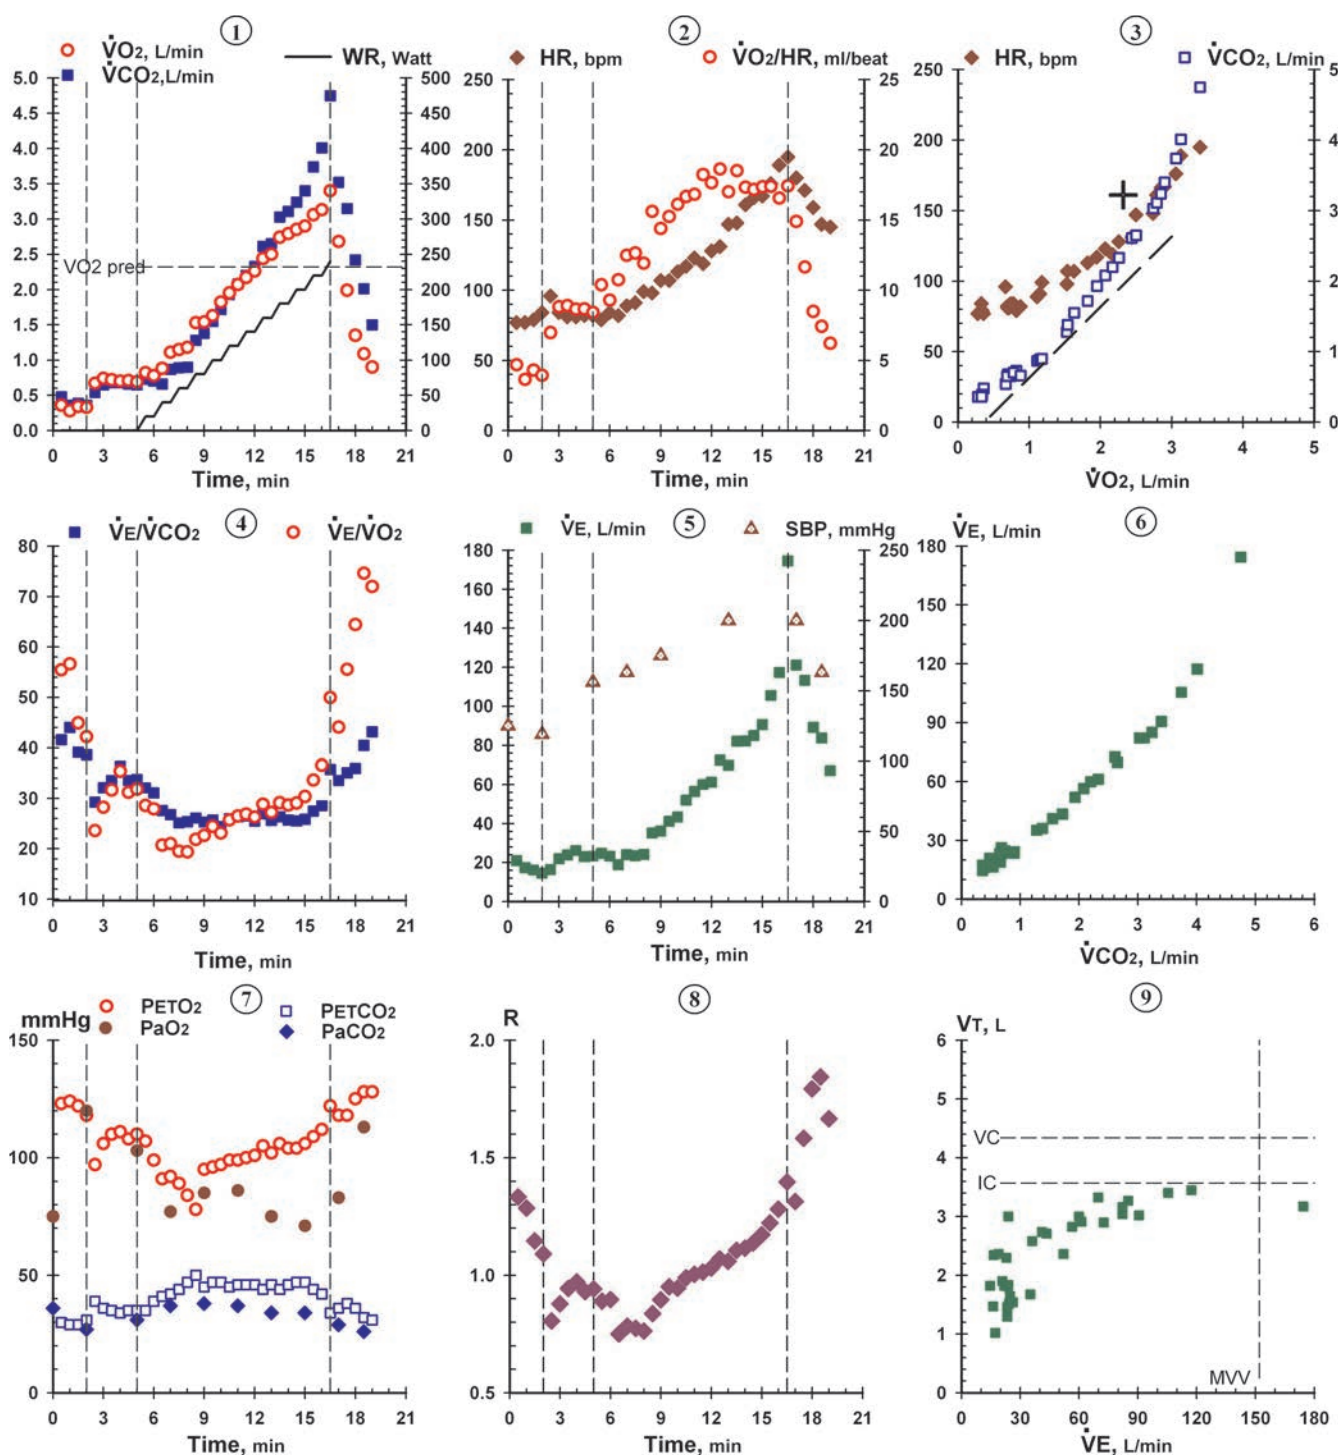 ①
V̇O2, L/min
V̇CO2,L/min
WR, Watt
5.0
4.5
4.0
3.5
3.0
2.5
2.0
1.5
1.0
0.5
0.0
500
450
400
350
300
250
200
150
100
50
0
VO2 pred
0 3 6 9 12 15 18 21
Time, min
②
HR, bpm
V̇O2/HR, ml/beat
250
200
150
100
50
0
25
20
15
10
5
0
0 3 6 9 12 15 18 21
Time, min
③
HR, bpm
V̇CO2, L/min
250
200
150
100
50
0
5
4
3
2
1
0
0 1 2 3 4 5
V̇O2, L/min
④
V̇E/V̇CO2
V̇E/V̇O2
80
70
60
50
40
30
20
10
0 3 6 9 12 15 18 21
Time, min
⑤
V̇E, L/min
SBP, mmHg
180
160
140
120
100
80
60
40
20
0
250
200
150
100
50
0
0 3 6 9 12 15 18 21
Time, min
⑥
V̇E, L/min
180
150
120
90
60
30
0
0 1 2 3 4 5 6
V̇CO2, L/min
⑦
mmHg
PETO2
PaO2
PETCO2
PaCO2
150
100
50
0
0 3 6 9 12 15 18 21
Time, min
⑧
R
2.0
1.8
1.4
1.0
0.8
0.5
0 3 6 9 12 15 18 21
Time, min
⑨
VT, L
6
5
4
3
2
1
0
VC
IC
MVV
0 30 60 90 120 150 180
V̇E, L/min